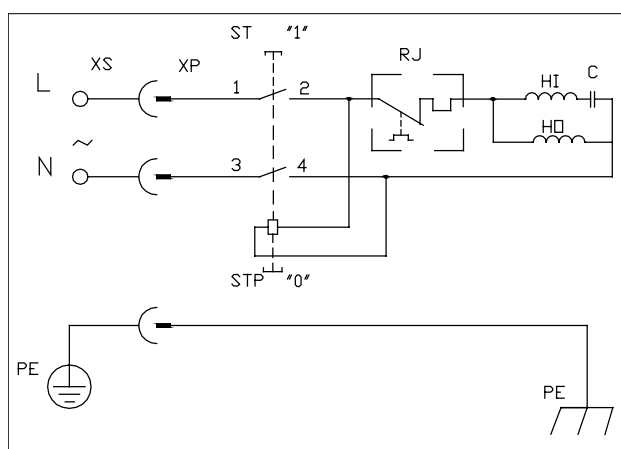 ST "1"
XS XP RJ
L 1 2 HI C
~ HO
N 3 4
STP "0"
PE
PE